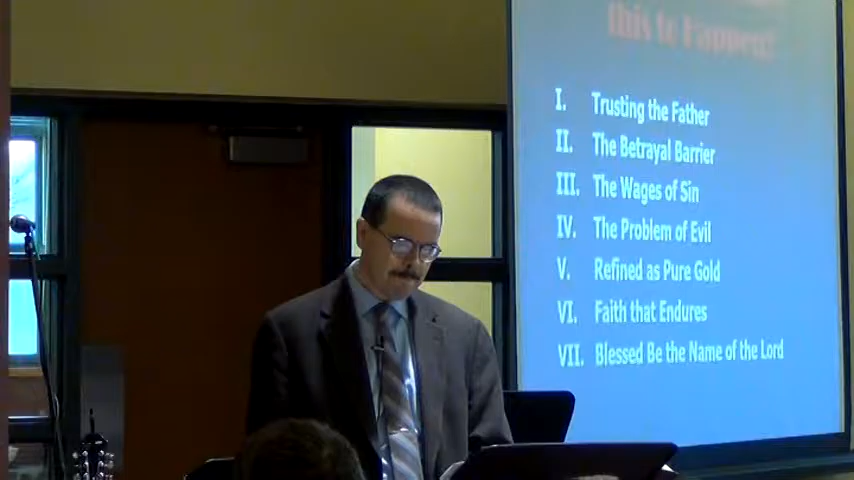 this to Happen!
I. Trusting the Father
II. The Betrayal Barrier
III. The Wages of Sin
IV. The Problem of Evil
V. Refined as Pure Gold
VI. Faith that Endures
VII. Blessed Be the Name of the Lord